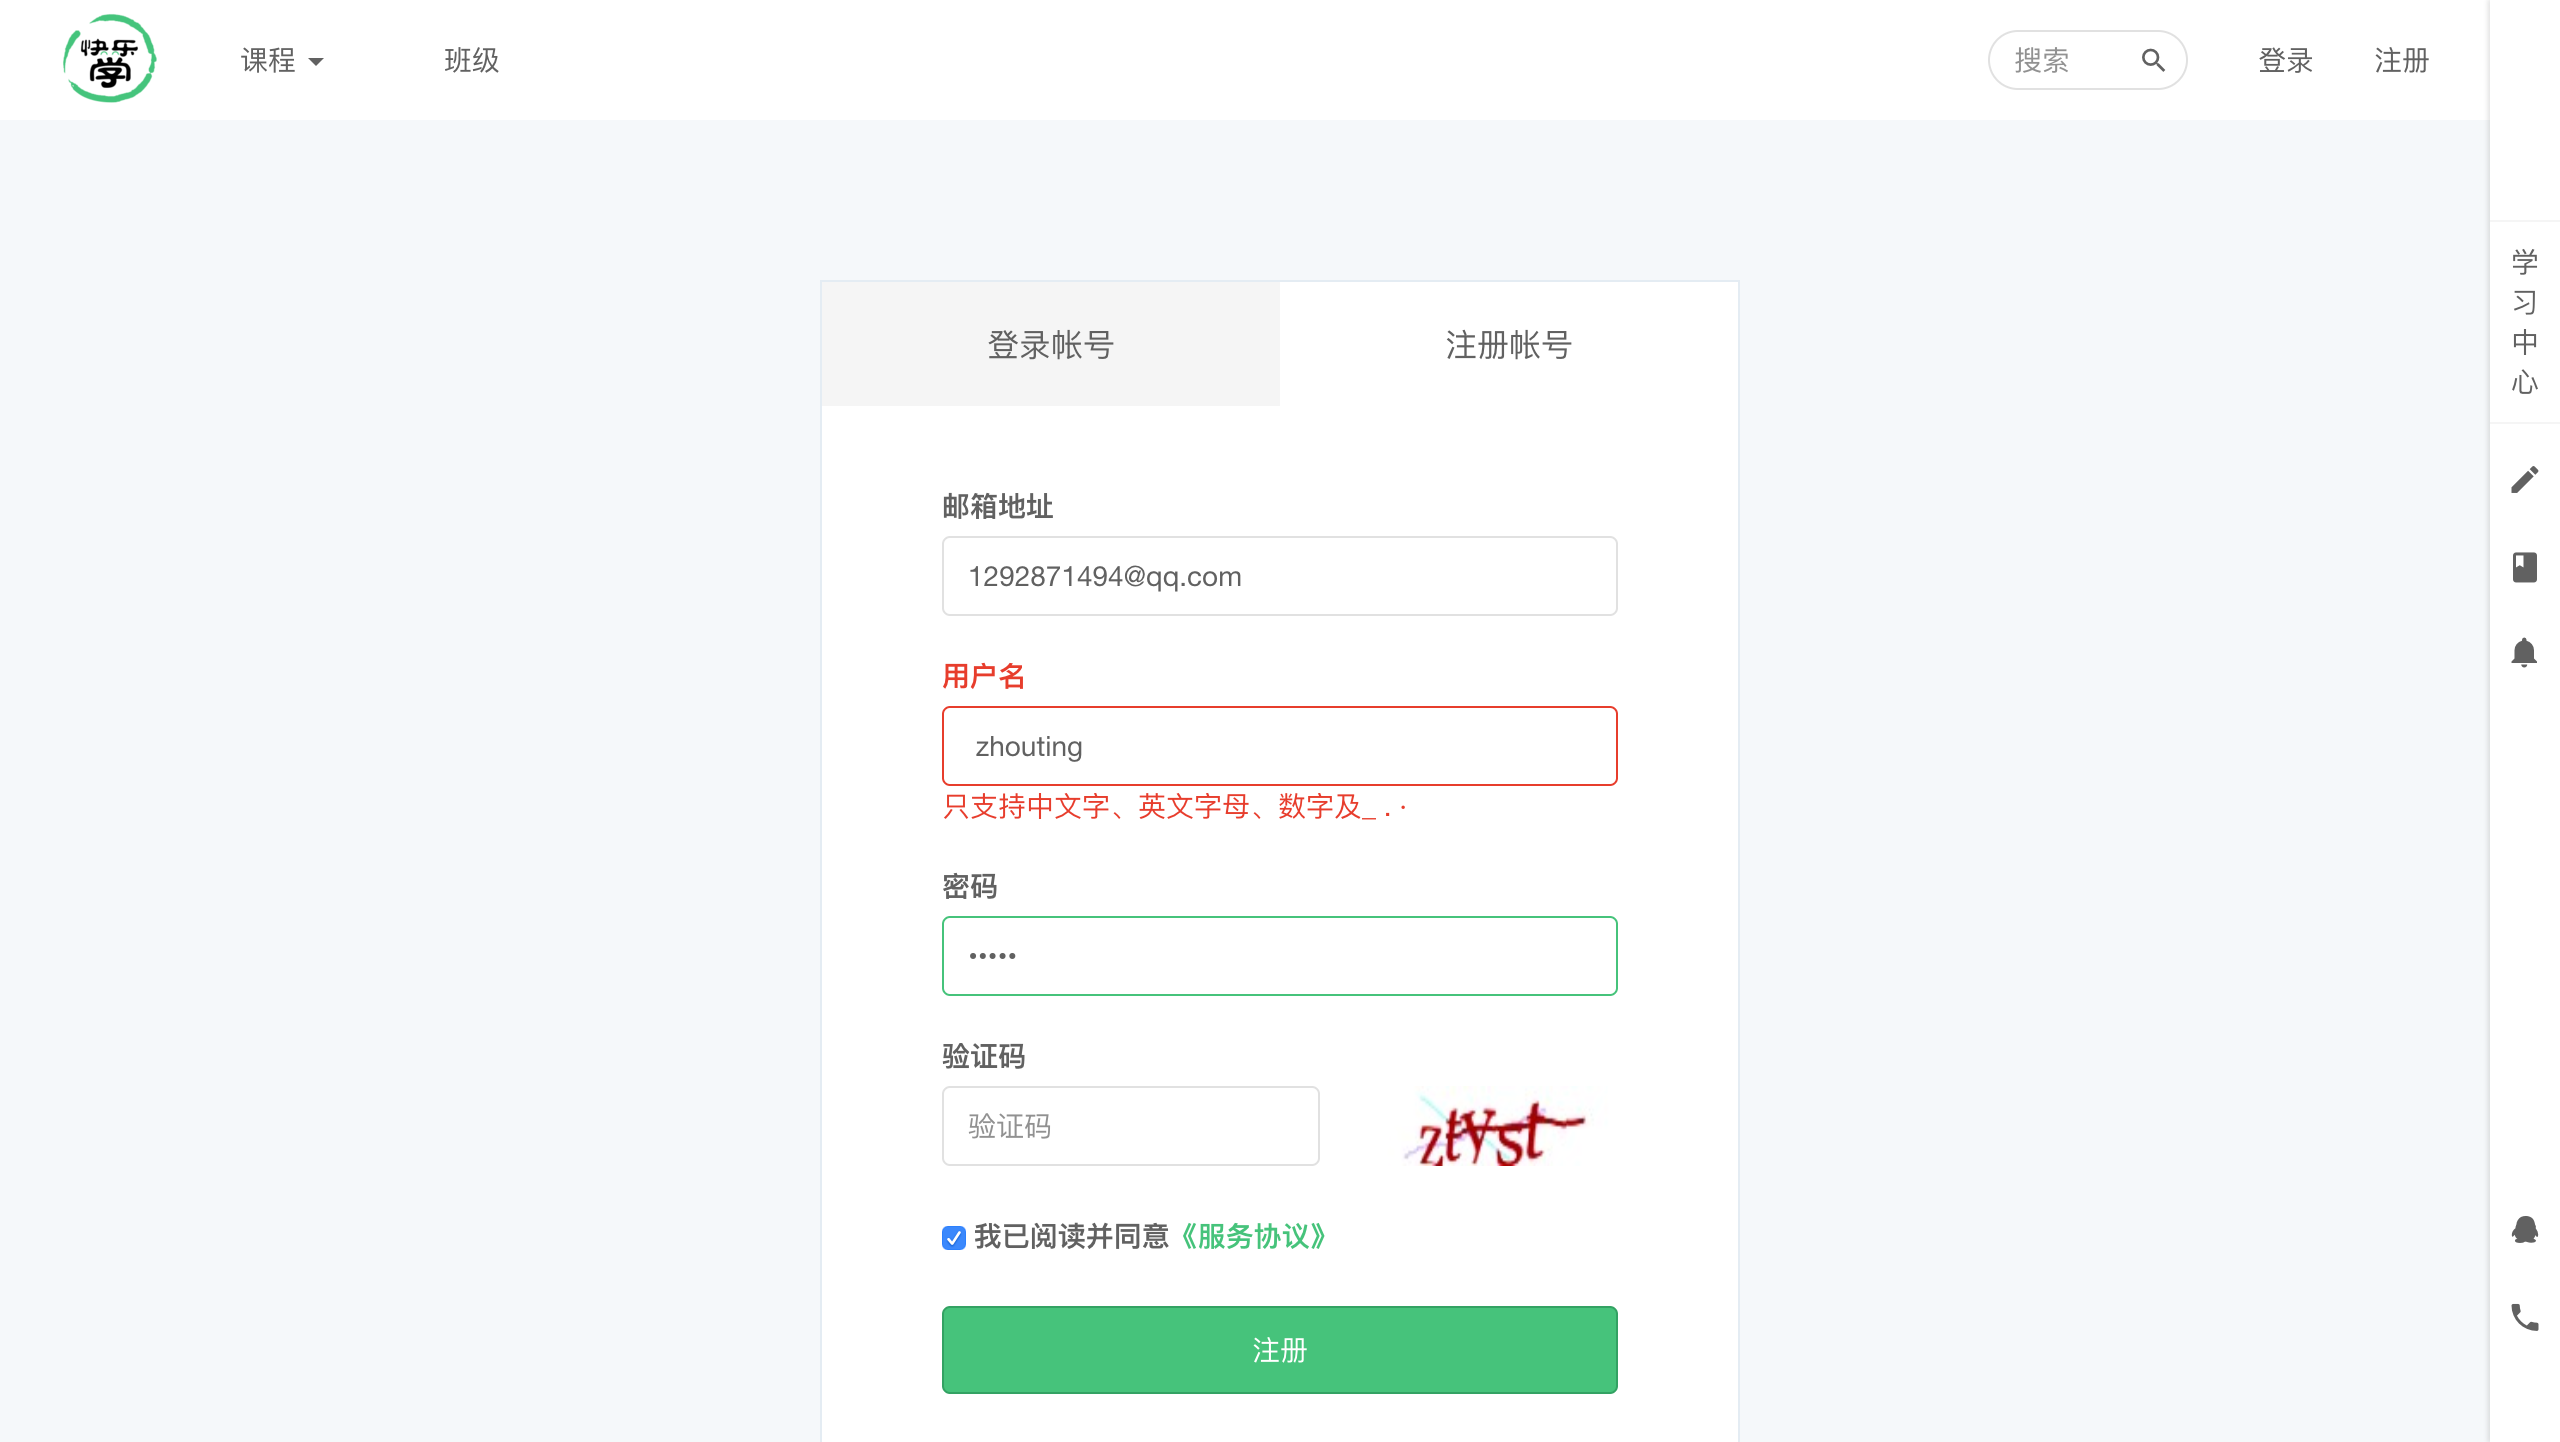 快乐
学
课程
班级
搜索
登录
注册
登录帐号
注册帐号
邮箱地址
1292871494@qq.com
用户名
zhouting
只支持中文字、英文字母、数字及_ . ·
密码
•••••
验证码
验证码
ztyst
我已阅读并同意《服务协议》
注册
学
习
中
心